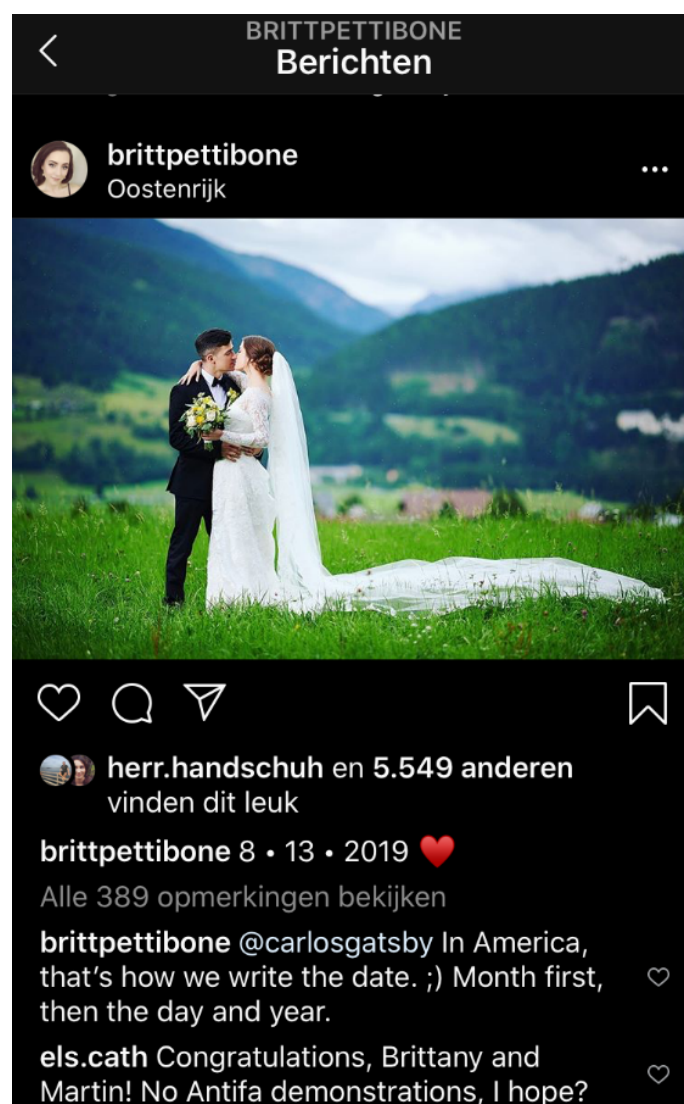 BRITTPETTIBONE
Berichten
brittpettibone
Oostenrijk
herr.handschuh en 5.549 anderen
vinden dit leuk
brittpettibone 8 • 13 • 2019 ❤️
Alle 389 opmerkingen bekijken
brittpettibone @carlosgatsby In America,
that's how we write the date. ;) Month first,
then the day and year.
els.cath Congratulations, Brittany and
Martin! No Antifa demonstrations, I hope?